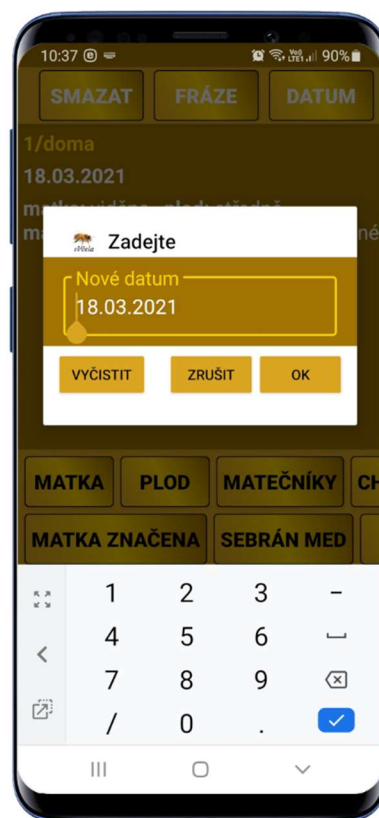 10:37 90%
SMAZAT FRÁZE DATUM
1/doma
18.03.2021
Zadejte
Nové datum
18.03.2021
VYČISTIT ZRUŠIT OK
MATKA PLOD MATEČNÍKY CH
MATKA ZNAČENA SEBRÁN MED
1 2 3 -
4 5 6
7 8 9
/ 0 .